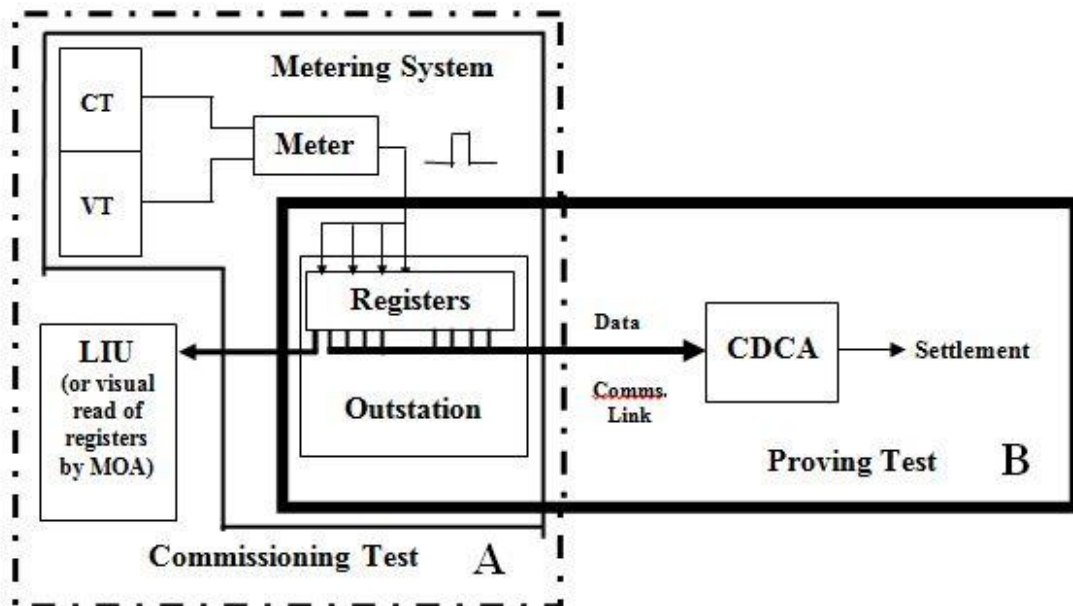 Metering System
CT
Meter
VT
Registers
LIU
(or visual
read of
registers
by MOA)
Outstation
Data
CDCA
Settlement
Comms.
Link
Proving Test
B
Commissioning Test
A